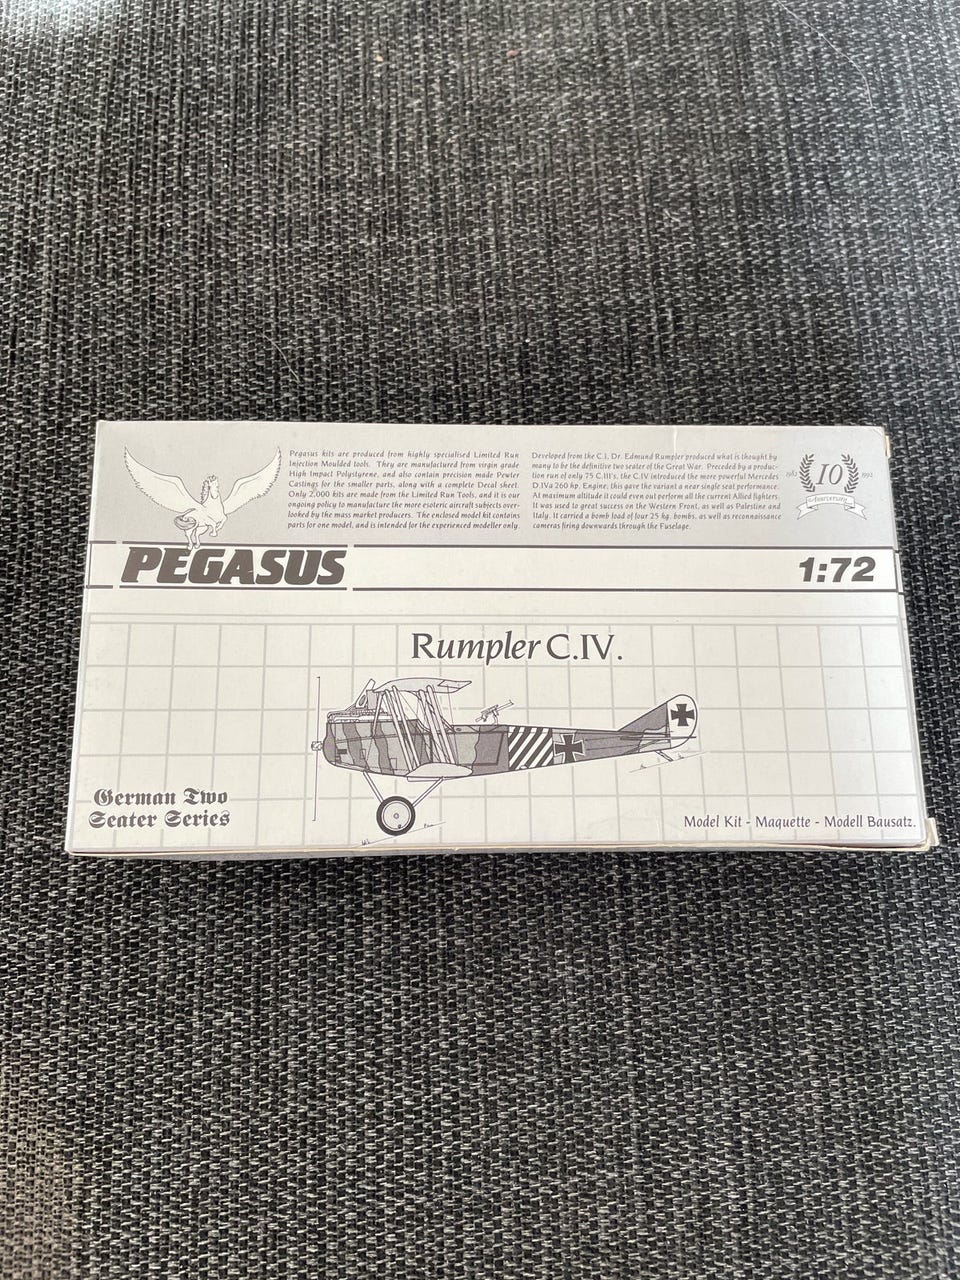 Pegasus kits are produced from highly specialised Limited Run
Injection Moulded tools. They are manufactured from virgin grade
High Impact Polystyrene, and also contain precision made Pewter
Castings for the smaller parts, along with a complete Decal sheet.
Only 2,000 kits are made from the Limited Run Tools, and it is our
ongoing policy to manufacture the more esoteric aircraft subjects over-
looked by the mass market producers. The enclosed model kit contains
parts for one model, and is intended for the experienced modeller only.
Developed from the C.I, Dr. Edmund Rumpler produced what is thought by
many to be the definitive two seater of the Great War. Preceded by a produc-
tion run of only 75 C.III's, the C.IV introduced the more powerful Mercedes
D.IVa 260 hp. Engine, this gave the variant a near single seat performance.
At maximum altitude it could even out perform all the current Allied fighters.
It was used to great success on the Western Front, as well as Palestine and
Italy. It carried a bomb load of four 25 kg. bombs, as well as reconnaissance
cameras firing downwards through the Fuselage.
1983 10 1993
Anniversary
PEGASUS
1:72
Rumpler C.IV.
German Two
Seater Series
Model Kit - Maquette - Modell Bausatz.